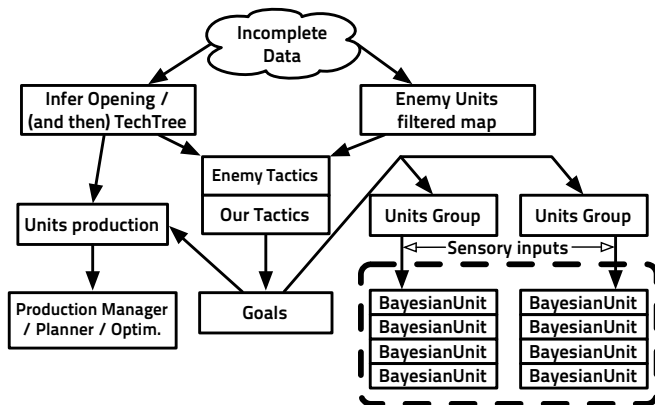 Incomplete
Data
Infer Opening /
(and then) TechTree
Enemy Units
filtered map
Enemy Tactics
Our Tactics
Units production
Units Group
Units Group
Sensory inputs
Production Manager
/ Planner / Optim.
Goals
BayesianUnit
BayesianUnit
BayesianUnit
BayesianUnit
BayesianUnit
BayesianUnit
BayesianUnit
BayesianUnit